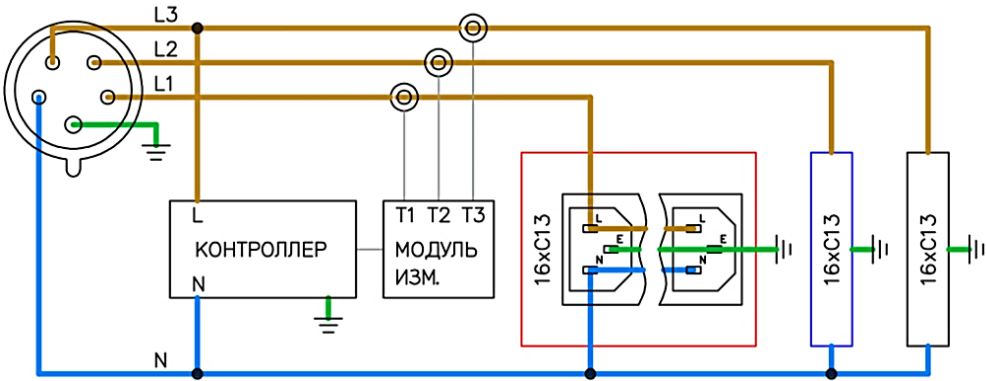 L3
L2
L1
L
КОНТРОЛЛЕР
N
T1 T2 T3
МОДУЛЬ
ИЗМ.
16xC13
L
E
N
L
E
N
16xC13
16xC13
N